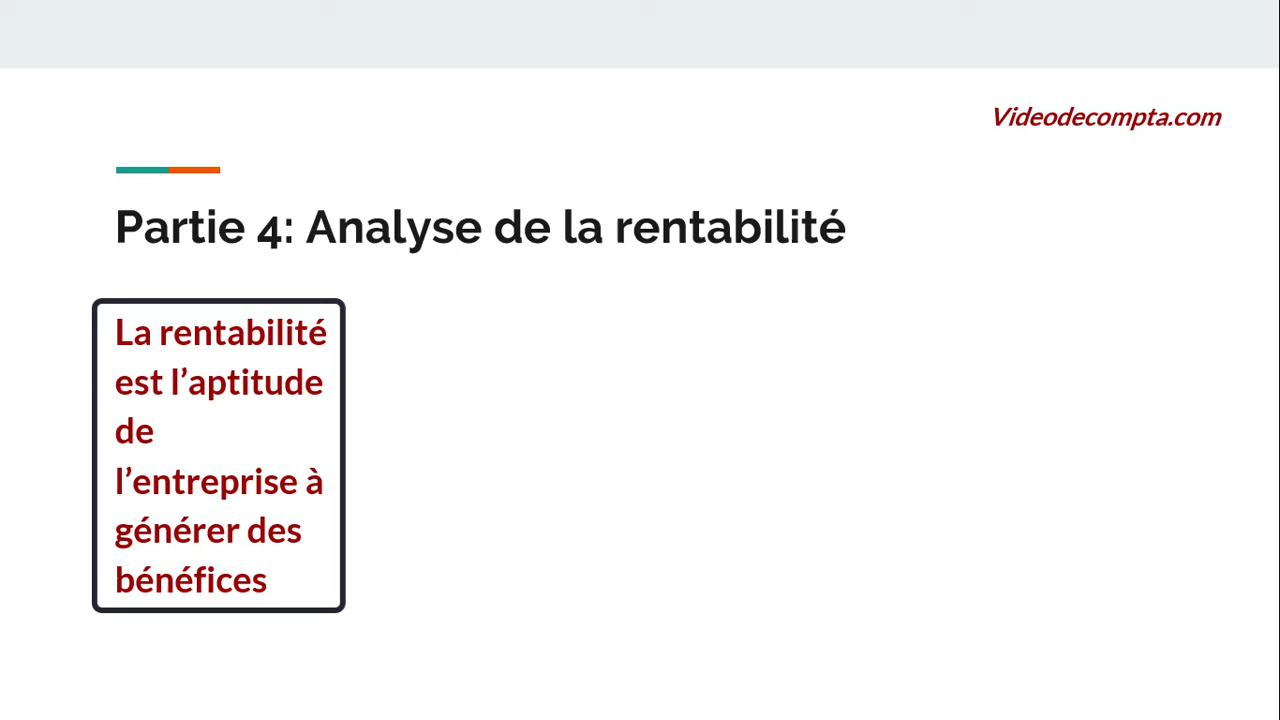 Videodecompta.com
Partie 4: Analyse de la rentabilité
La rentabilité
est l’aptitude
de
l’entreprise à
générer des
bénéfices